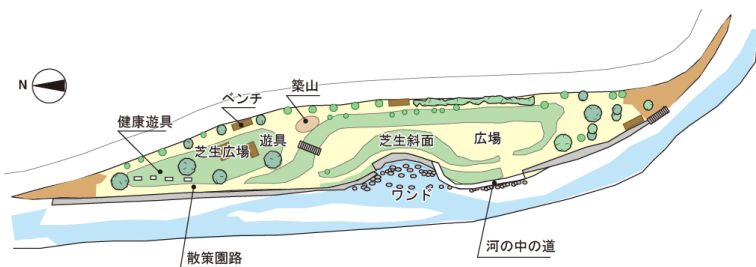 N
築山
ベンチ
健康遊具
遊具
芝生広場
芝生斜面
広場
ワンド
河の中の道
散策園路